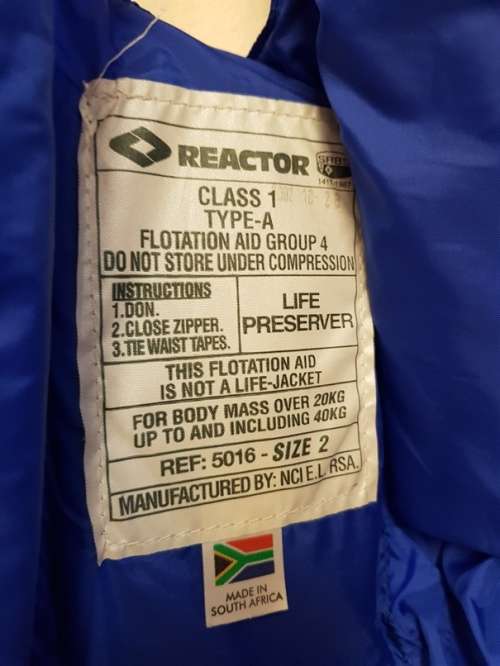 REACTOR
SABS
CLASS 1
TYPE-A
FLOTATION AID GROUP 4
DO NOT STORE UNDER COMPRESSION
INSTRUCTIONS
1.DON.
2.CLOSE ZIPPER.
3.TIE WAIST TAPES.
LIFE
PRESERVER
THIS FLOTATION AID
IS NOT A LIFE-JACKET
FOR BODY MASS OVER 20KG
UP TO AND INCLUDING 40KG
REF: 5016 - SIZE 2
MANUFACTURED BY: NCI E.L. RSA.
MADE IN
SOUTH AFRICA